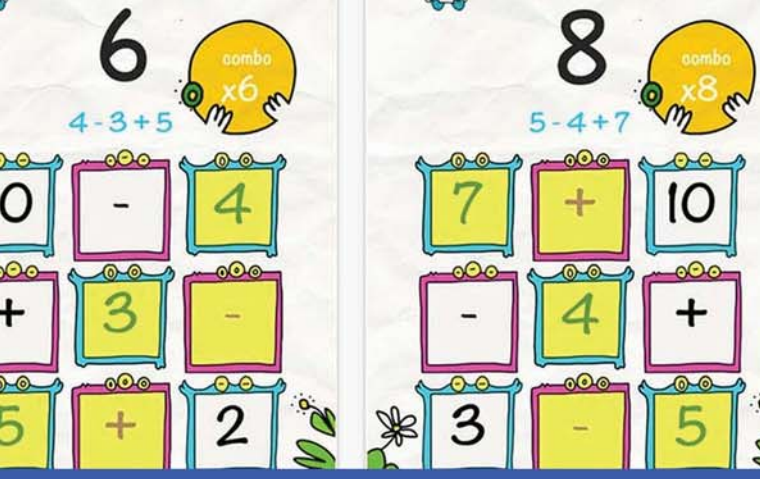 6
combo
x6
4-3+5
0 - 4
+ 3 -
5 + 2
8
combo
x8
5-4+7
7 + 10
- 4 +
3 - 5